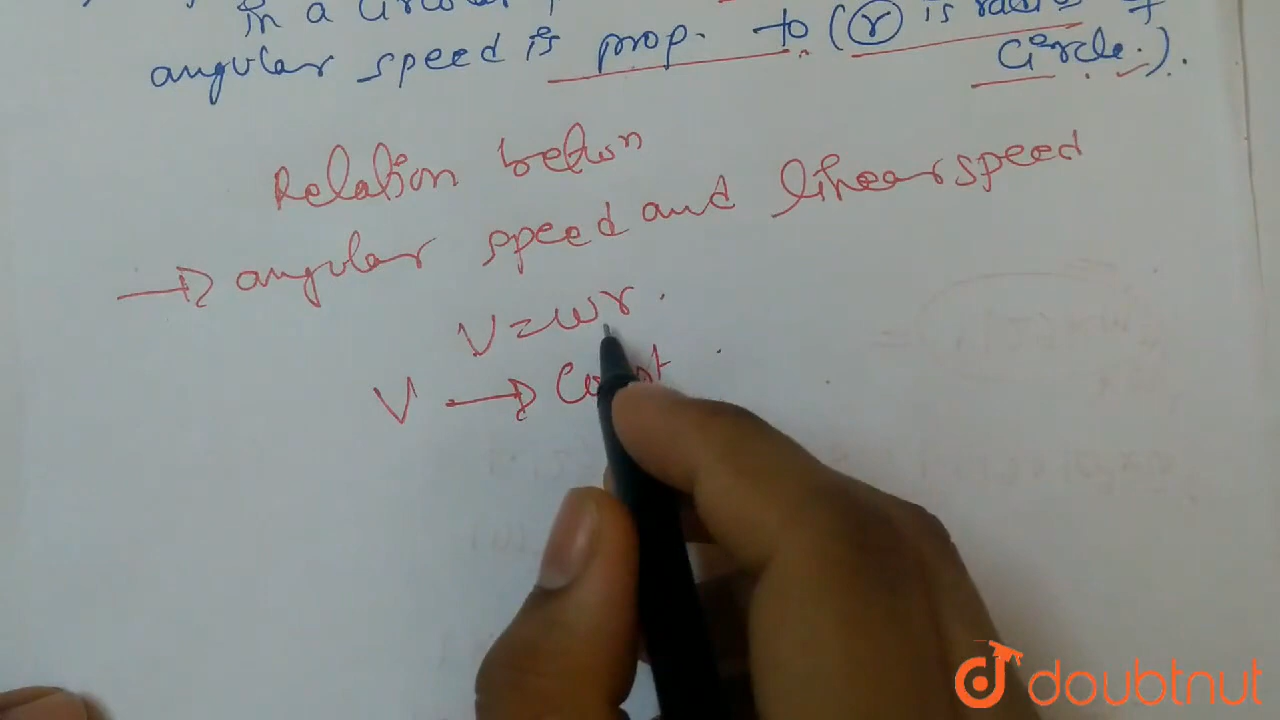 in a
angular speed is prop. to (r is radius of
circle.).
Relation betwn
→ angular speed and linear speed
V=ωr.
V → Const
doubtnut